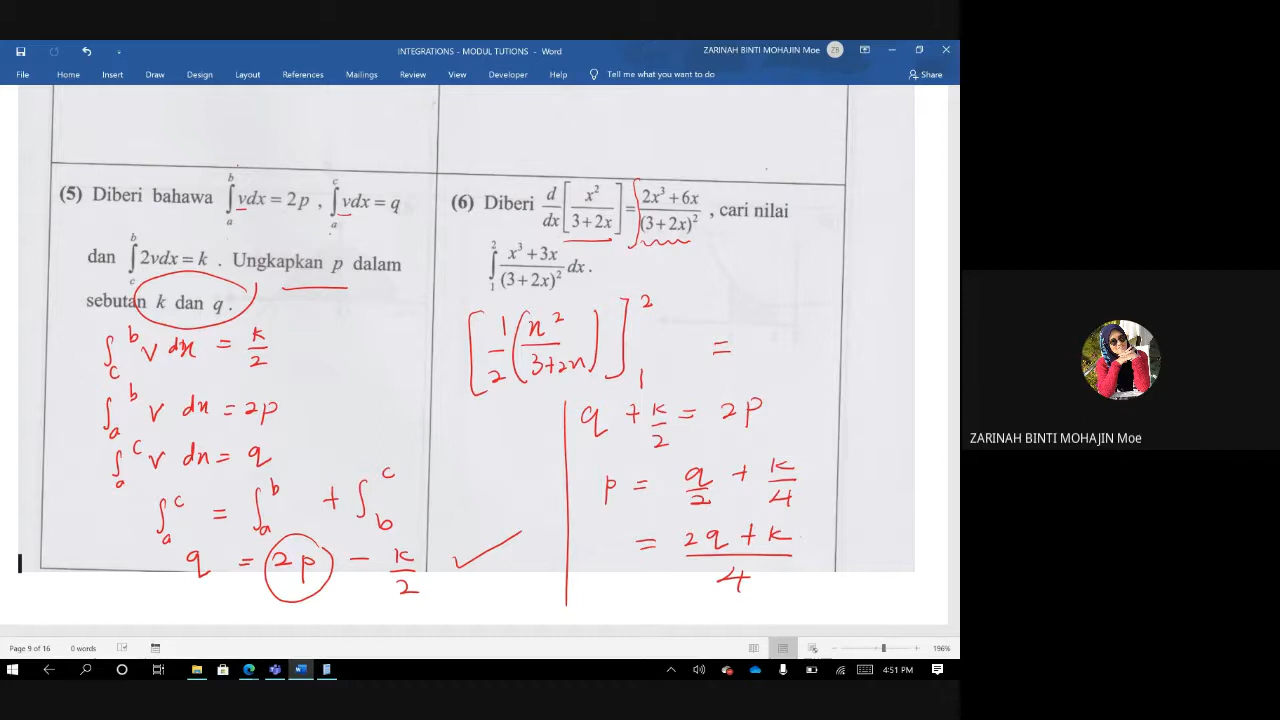 INTEGRATIONS - MODUL TUTIONS - Word
ZARINAH BINTI MOHAJIN Moe ZB
File Home Insert Draw Design Layout References Mailings Review View Developer Help Tell me what you want to do Share
(5) Diberi bahawa ∫_a^b vdx = 2p , ∫_a^c vdx = q
dan ∫_c^b 2vdx = k . Ungkapkan p dalam
sebutan k dan q .
∫_c^b v dx = k/2
∫_a^b v dx = 2p
∫_a^c v dx = q
∫_a^c = ∫_a^b + ∫_b^c
q = 2p - k/2
(6) Diberi d/dx [x²/(3+2x)] = ∫ (2x³+6x)/(3+2x)² , cari nilai
∫_1^2 (x³+3x)/(3+2x)² dx .
[1/2 (x²/(3+2x))]_1^2 =
q + k/2 = 2p
p = q/2 + k/4
= (2q+k)/4
ZARINAH BINTI MOHAJIN Moe
Page 9 of 16 0 words 196%
4:51 PM